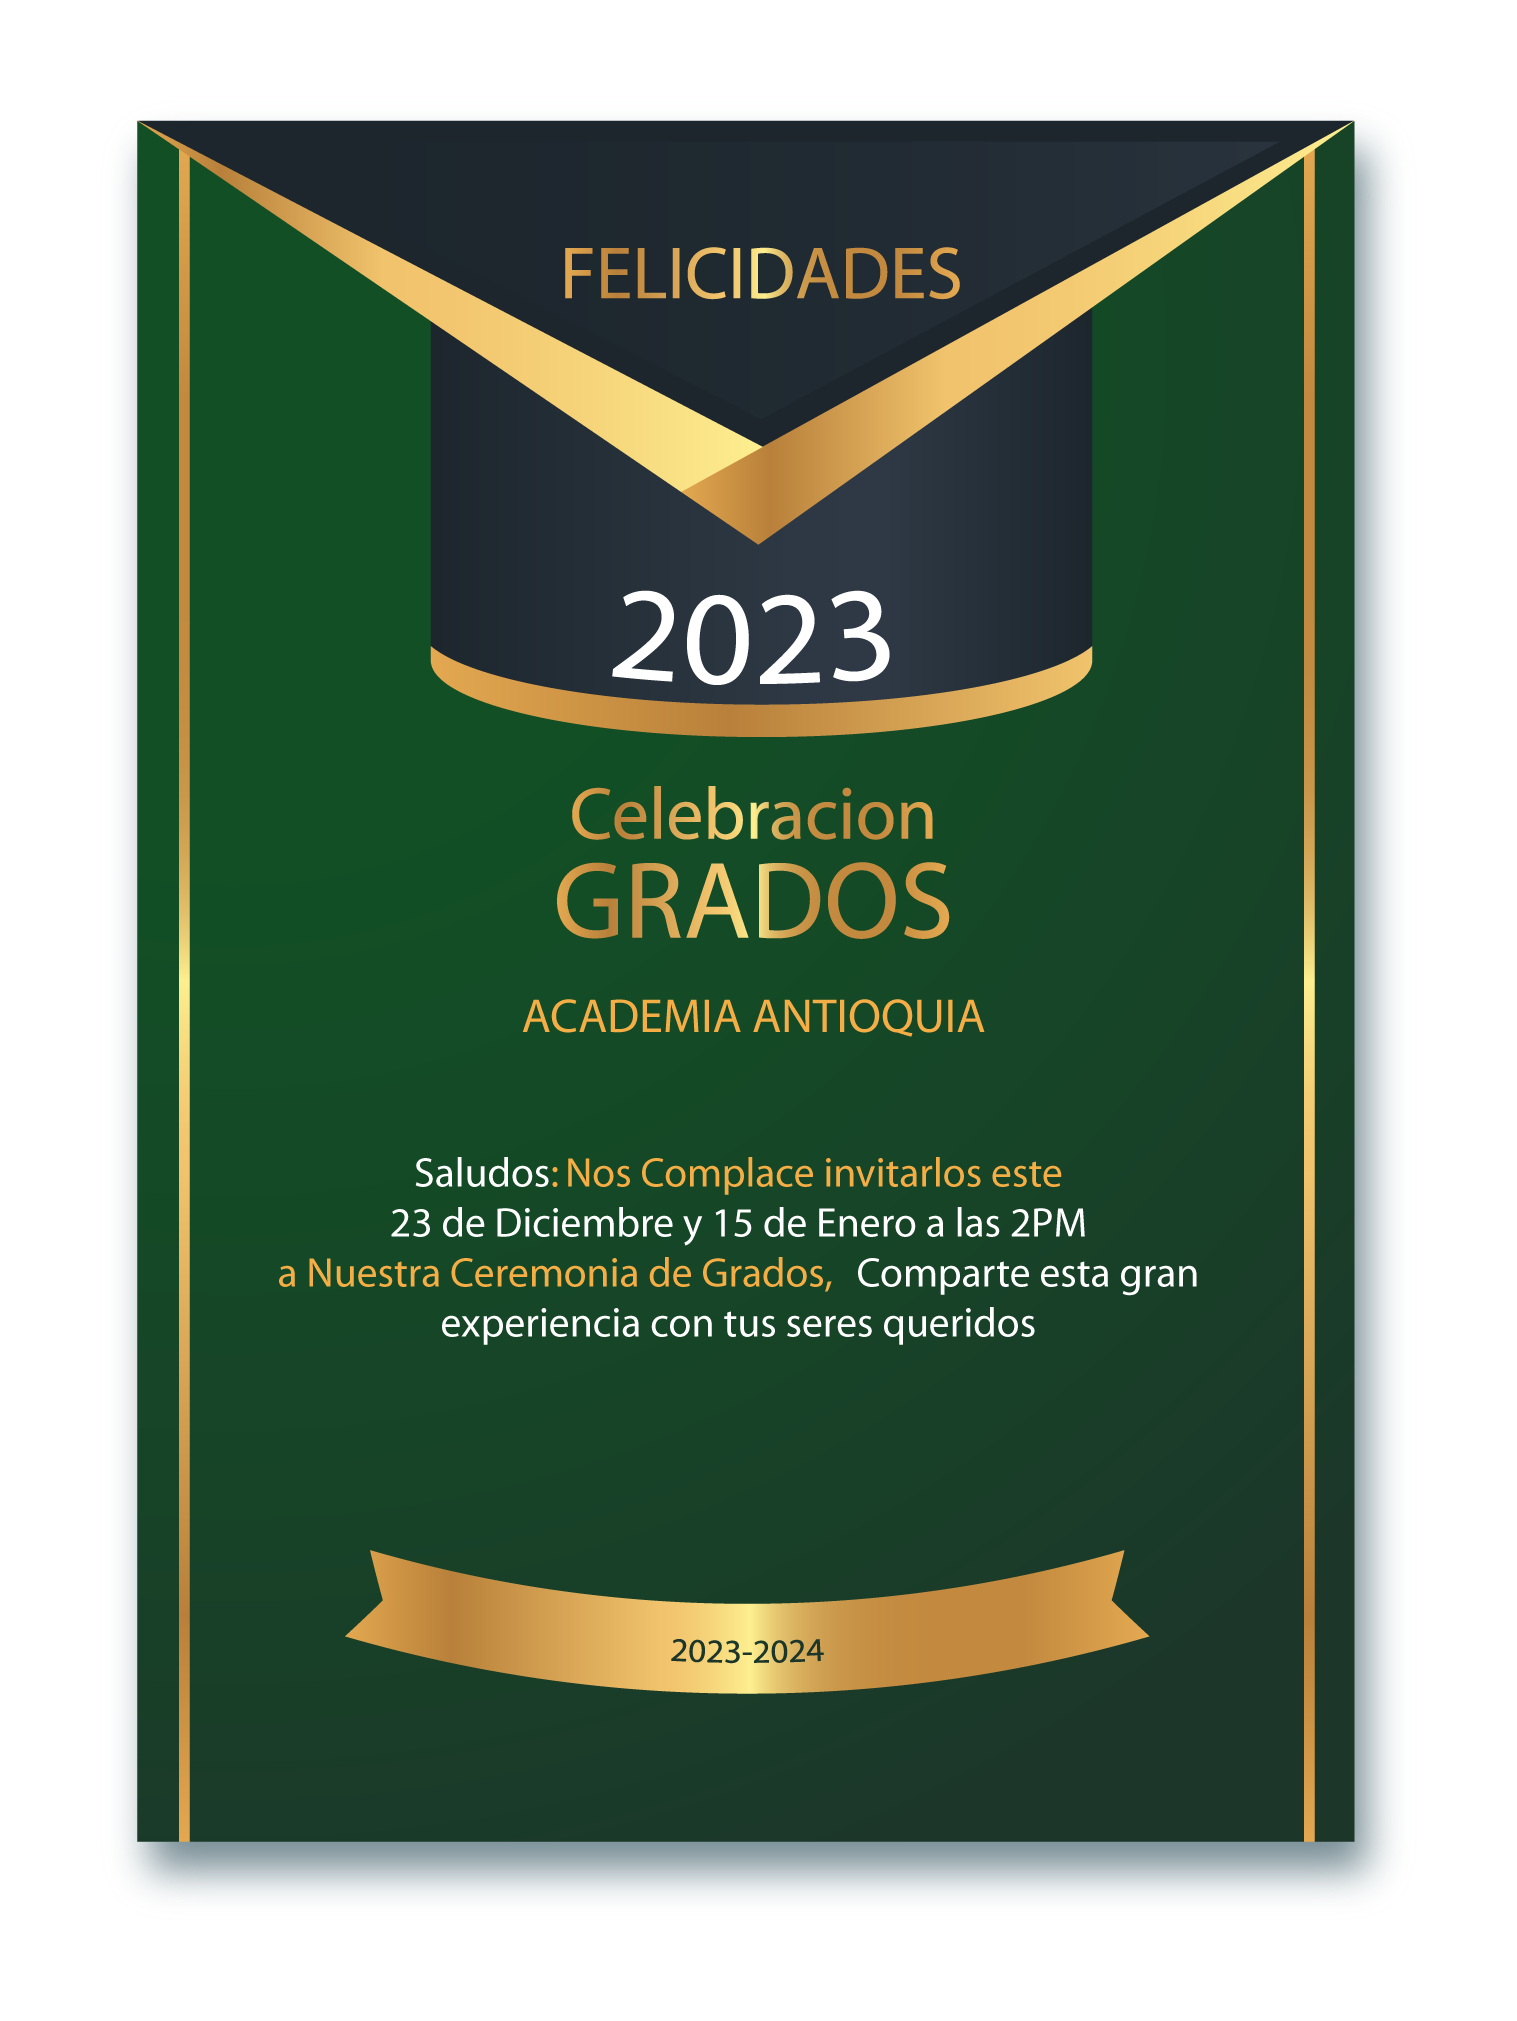 FELICIDADES
2023
Celebracion
GRADOS
ACADEMIA ANTIOQUIA
Saludos: Nos Complace invitarlos este
23 de Diciembre y 15 de Enero a las 2PM
a Nuestra Ceremonia de Grados, Comparte esta gran
experiencia con tus seres queridos
2023-2024